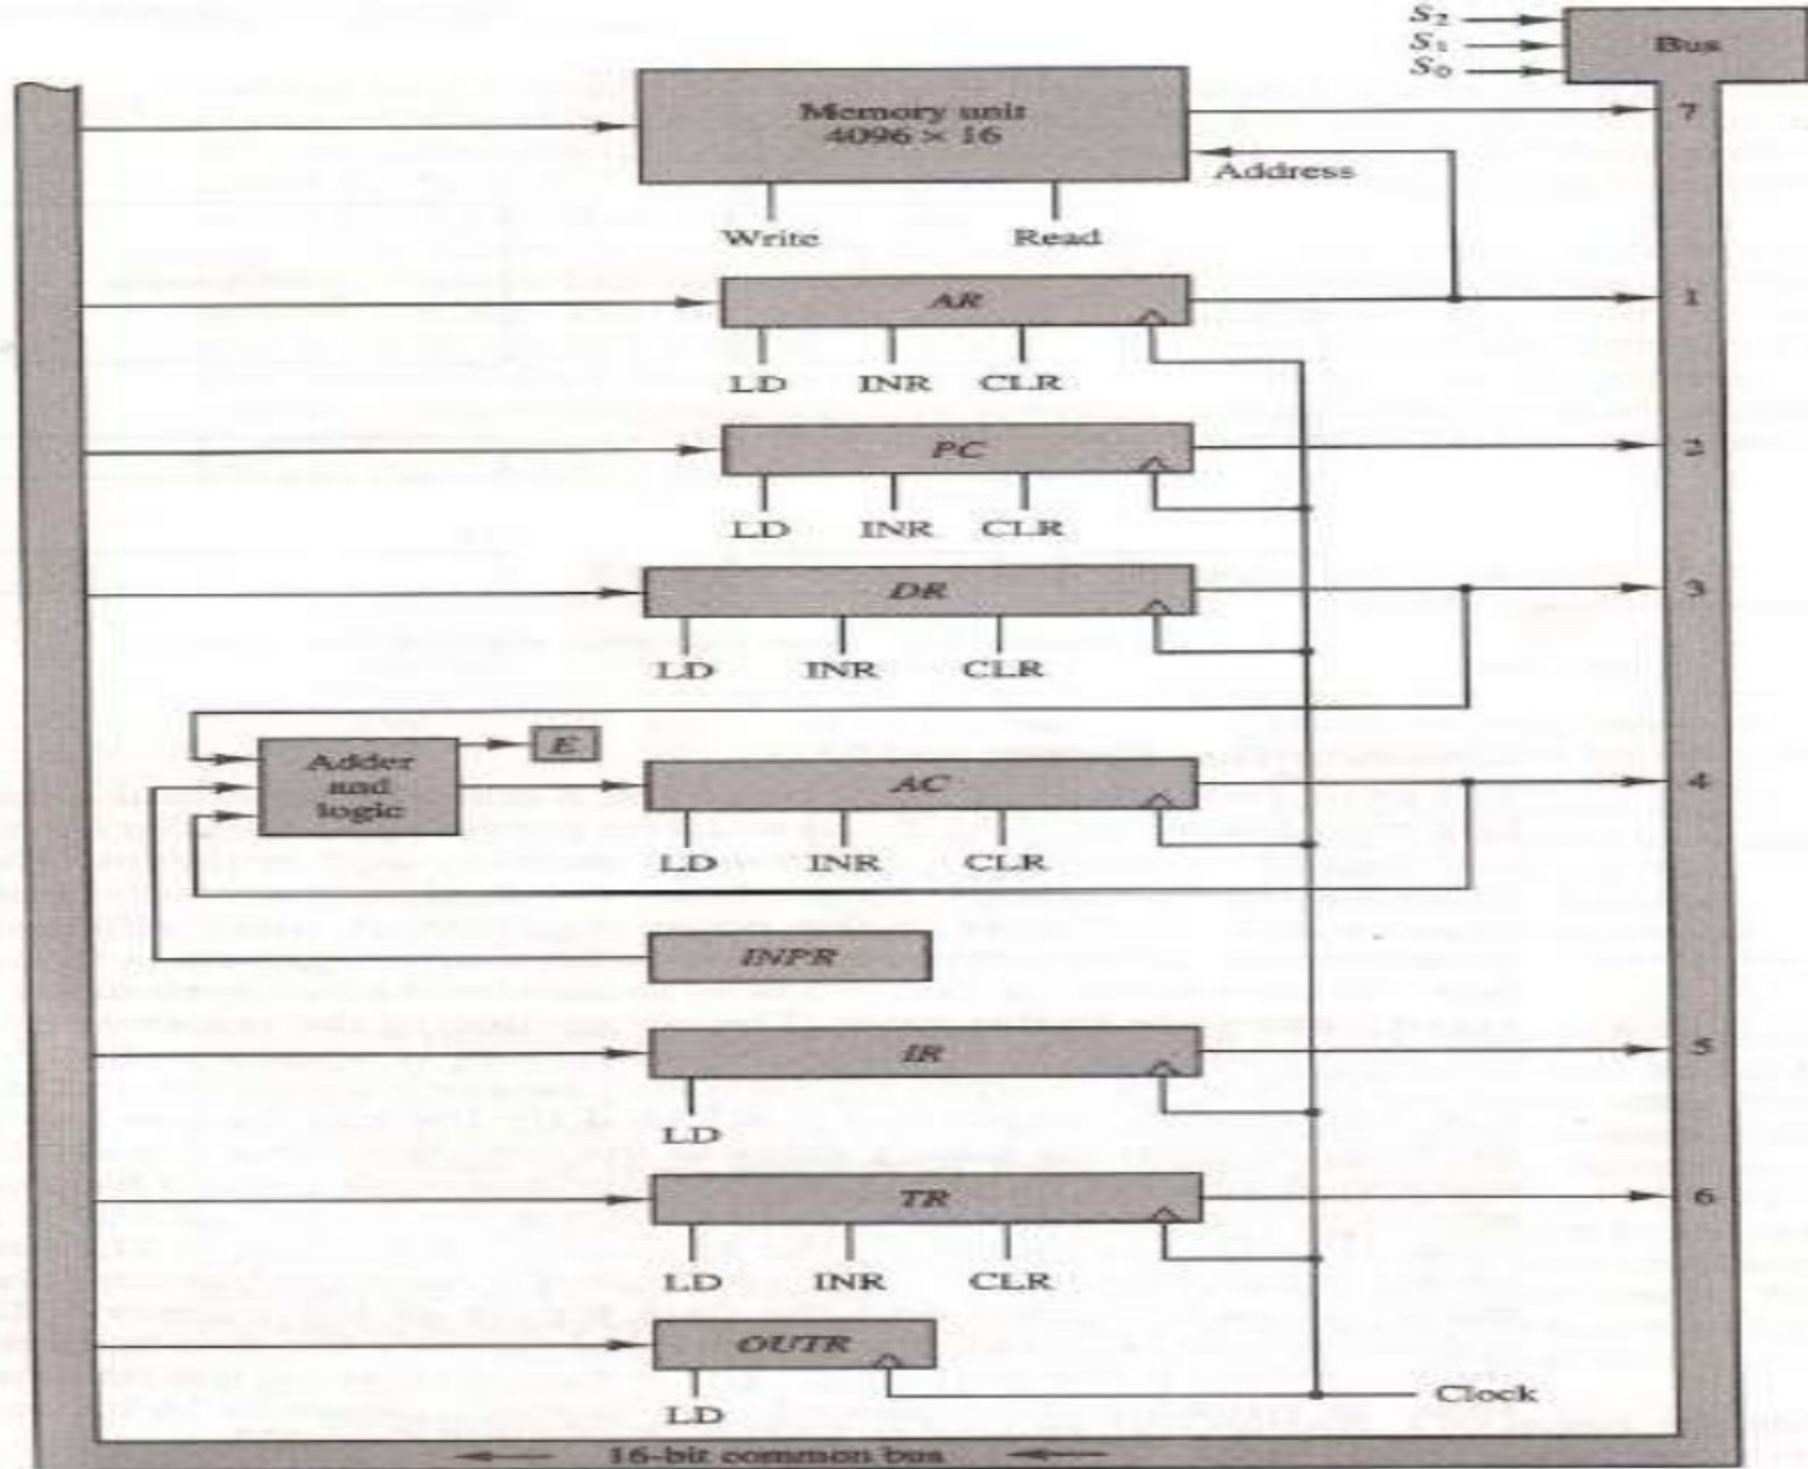 S2
S1
S0
Bus
Memory unit
4096 × 16
7
Address
Write Read
AR
1
LD INR CLR
PC
2
LD INR CLR
DR
3
LD INR CLR
Adder
and
logic
E
AC
4
LD INR CLR
INPR
IR
5
LD
TR
6
LD INR CLR
OUTR
LD
Clock
16-bit common bus